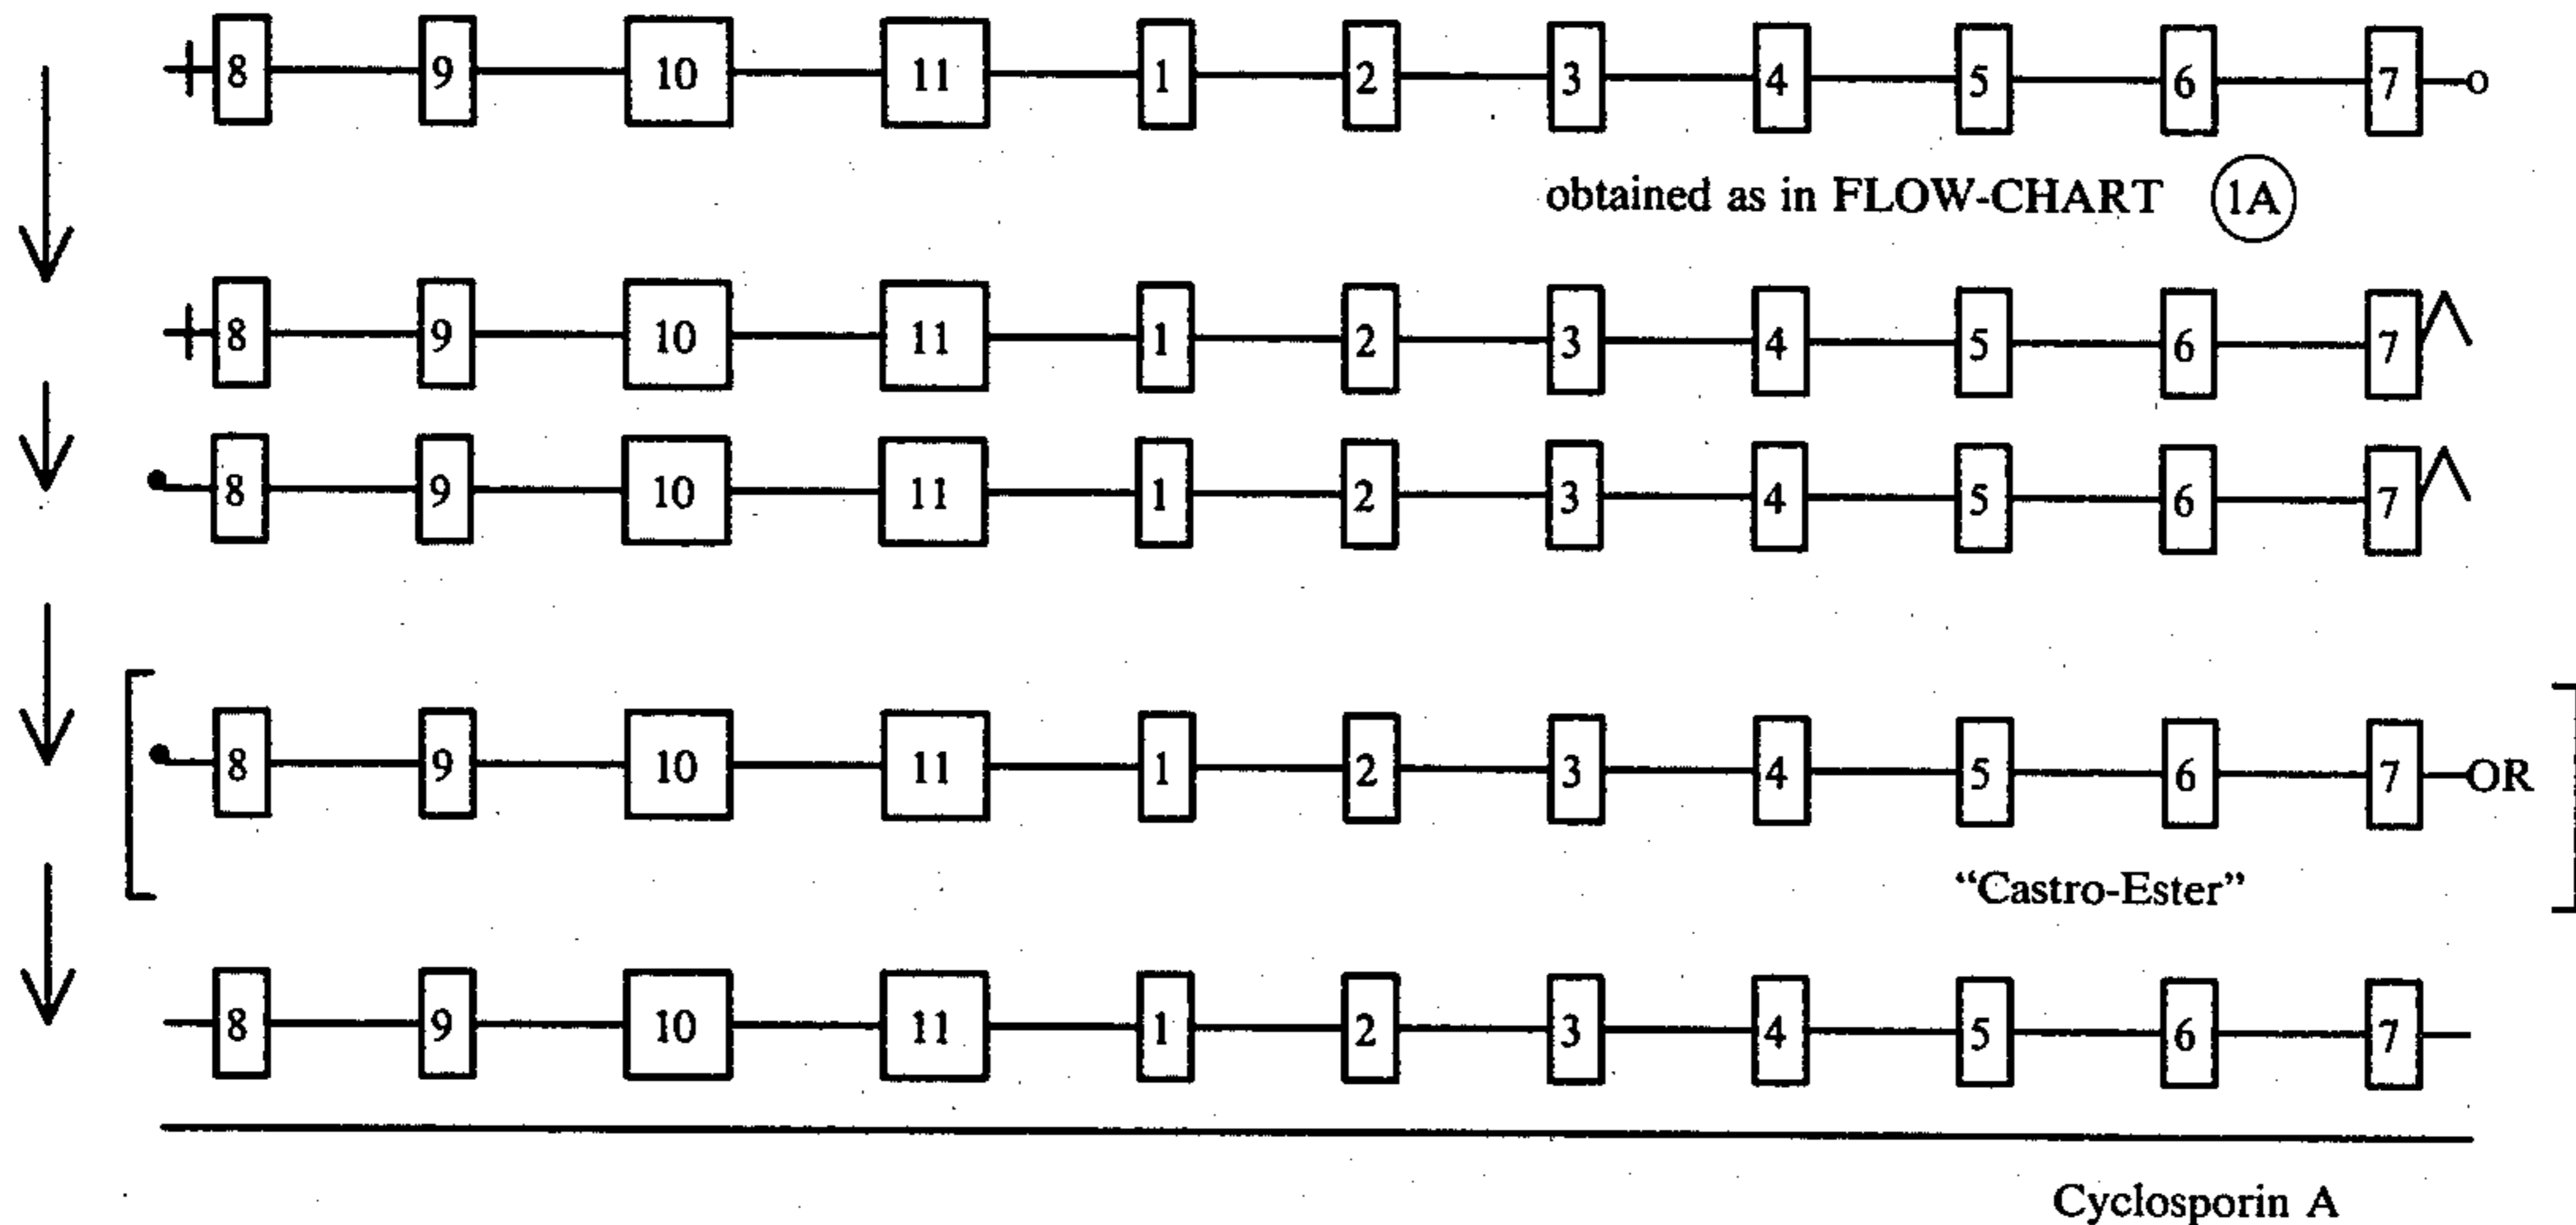 8 9 10 11 1 2 3 4 5 6 7 o
obtained as in FLOW-CHART 1A
8 9 10 11 1 2 3 4 5 6 7
8 9 10 11 1 2 3 4 5 6 7
8 9 10 11 1 2 3 4 5 6 7 OR
“Castro-Ester”
8 9 10 11 1 2 3 4 5 6 7
Cyclosporin A